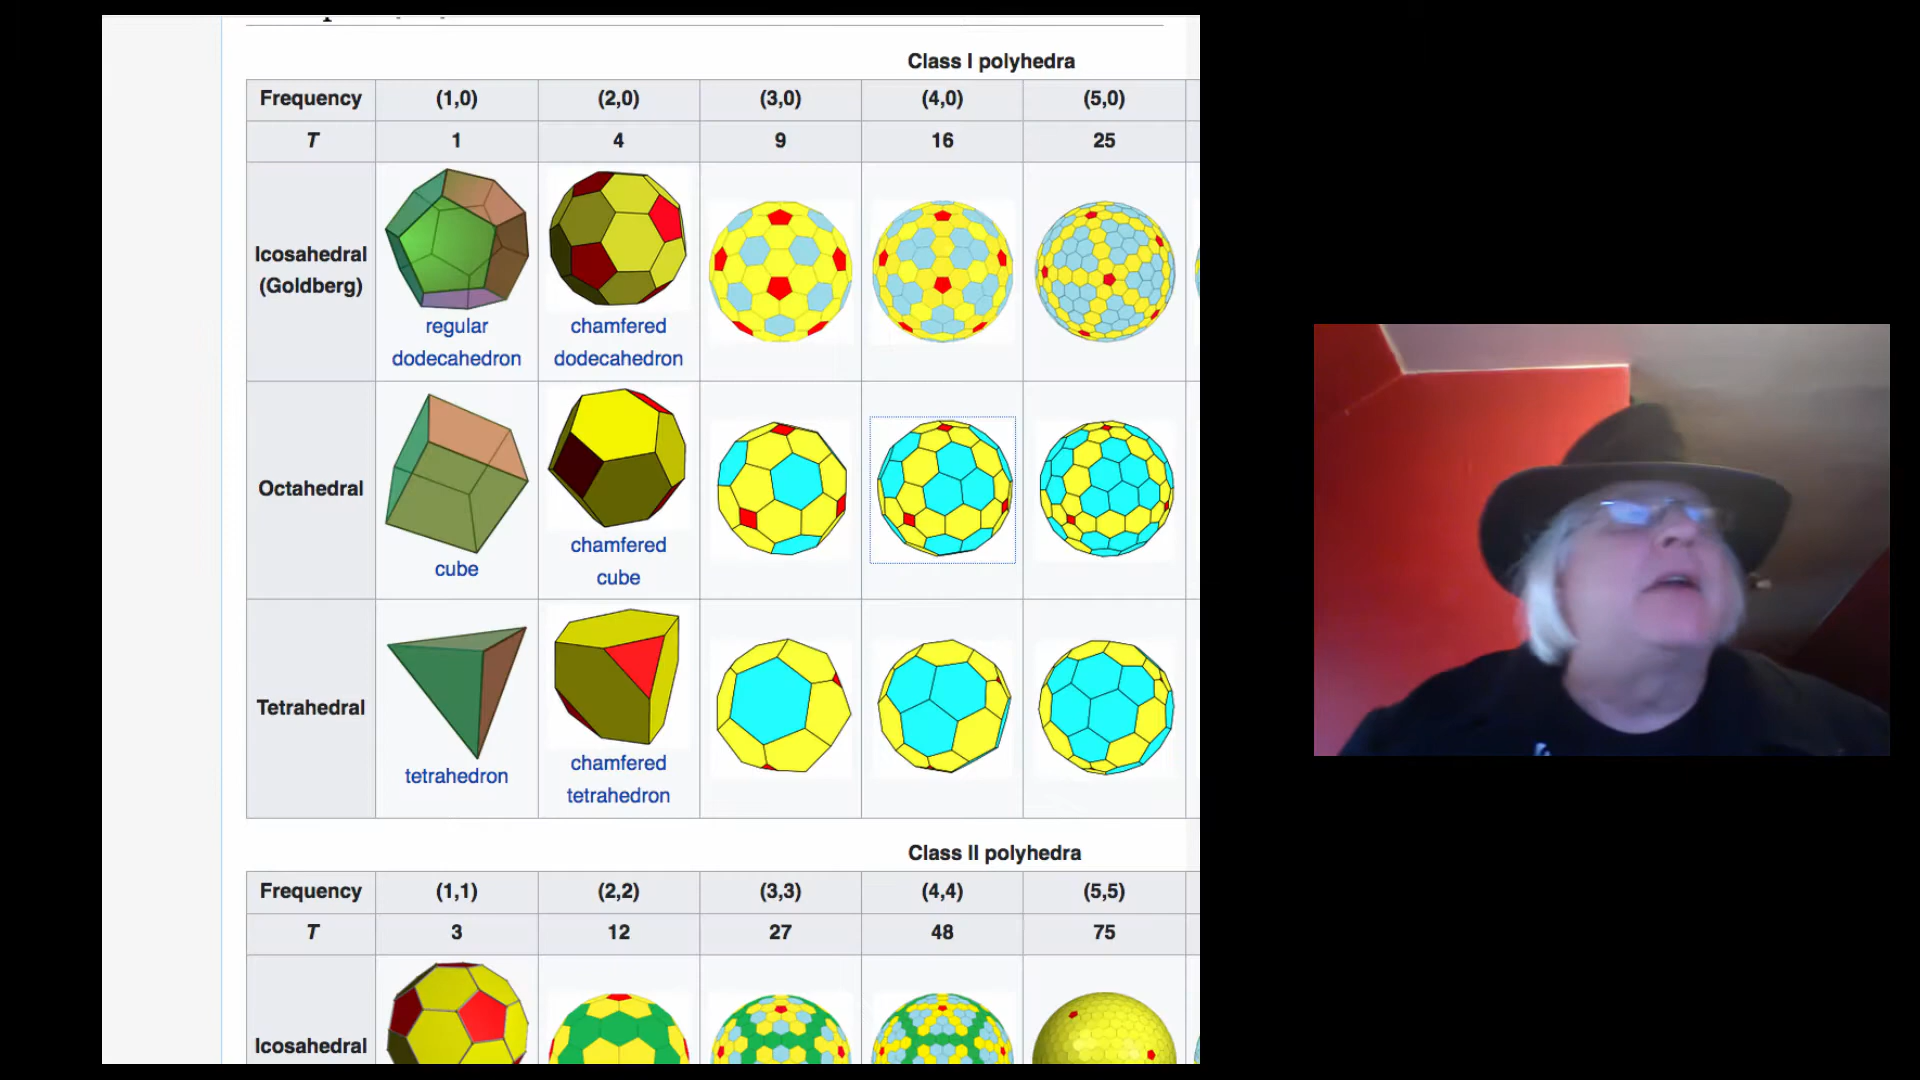 Class I polyhedra
Frequency (1,0) (2,0) (3,0) (4,0) (5,0)
T 1 4 9 16 25
Icosahedral
(Goldberg)
regular
dodecahedron
chamfered
dodecahedron
Octahedral
cube
chamfered
cube
Tetrahedral
tetrahedron
chamfered
tetrahedron
Class II polyhedra
Frequency (1,1) (2,2) (3,3) (4,4) (5,5)
T 3 12 27 48 75
Icosahedral